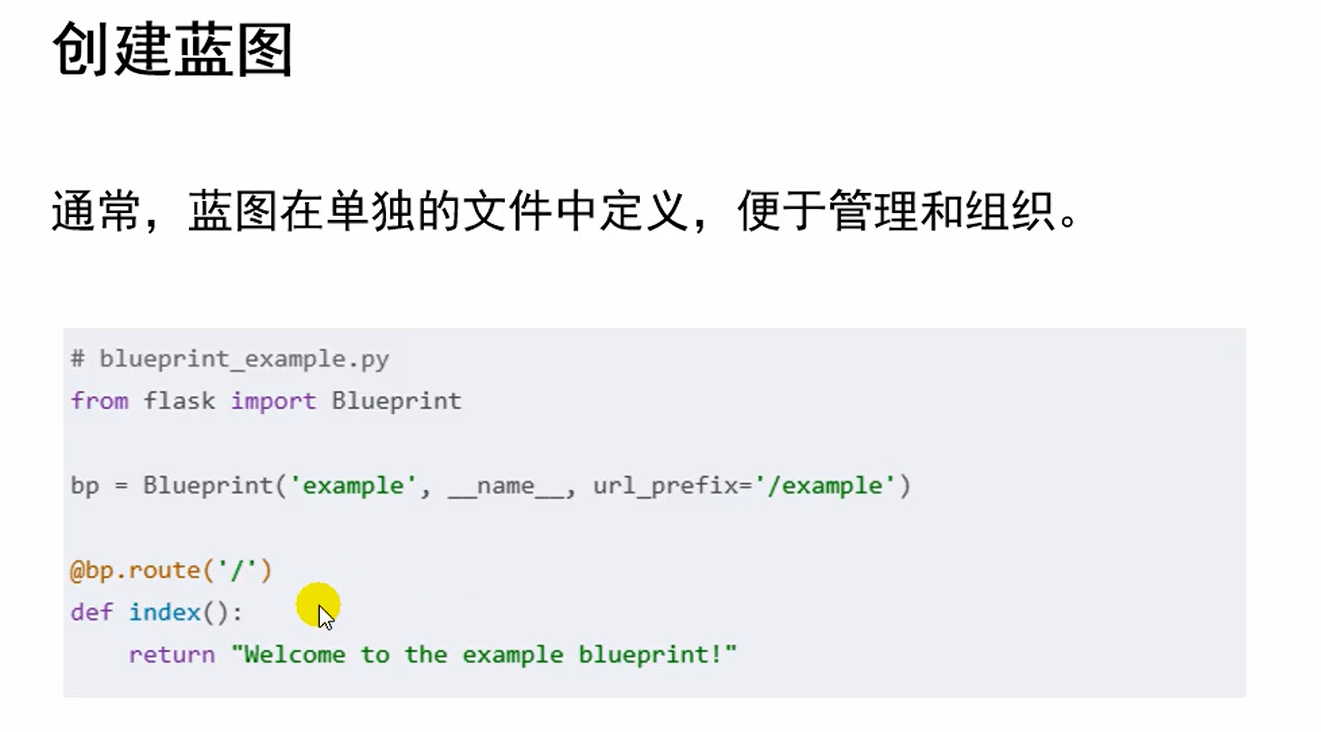 创建蓝图
通常，蓝图在单独的文件中定义，便于管理和组织。
# blueprint_example.py
from flask import Blueprint
bp = Blueprint('example', __name__, url_prefix='/example')
@bp.route('/')
def index():
    return "Welcome to the example blueprint!"